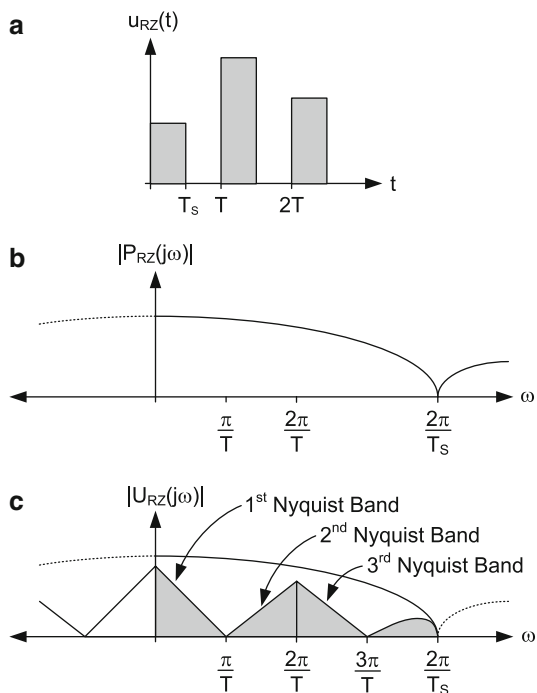 a
u_RZ(t)
T_S T 2T t
b
|P_RZ(jω)|
π/T 2π/T 2π/T_S ω
c
|U_RZ(jω)|
1st Nyquist Band
2nd Nyquist Band
3rd Nyquist Band
π/T 2π/T 3π/T 2π/T_S ω